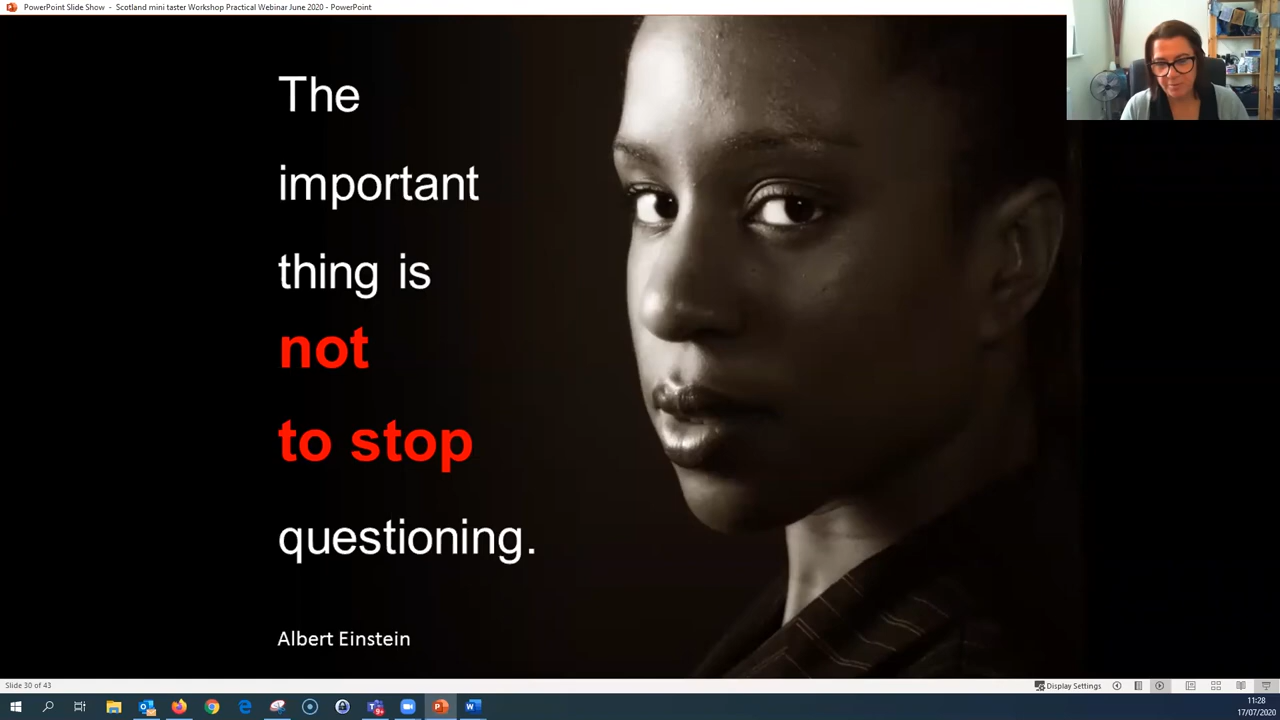 PowerPoint Slide Show - Scotland mini taster Workshop Practical Webinar June 2020 - PowerPoint
The
important
thing is
not
to stop
questioning.
Albert Einstein
Slide 30 of 43
Display Settings
11:28
17/07/2020